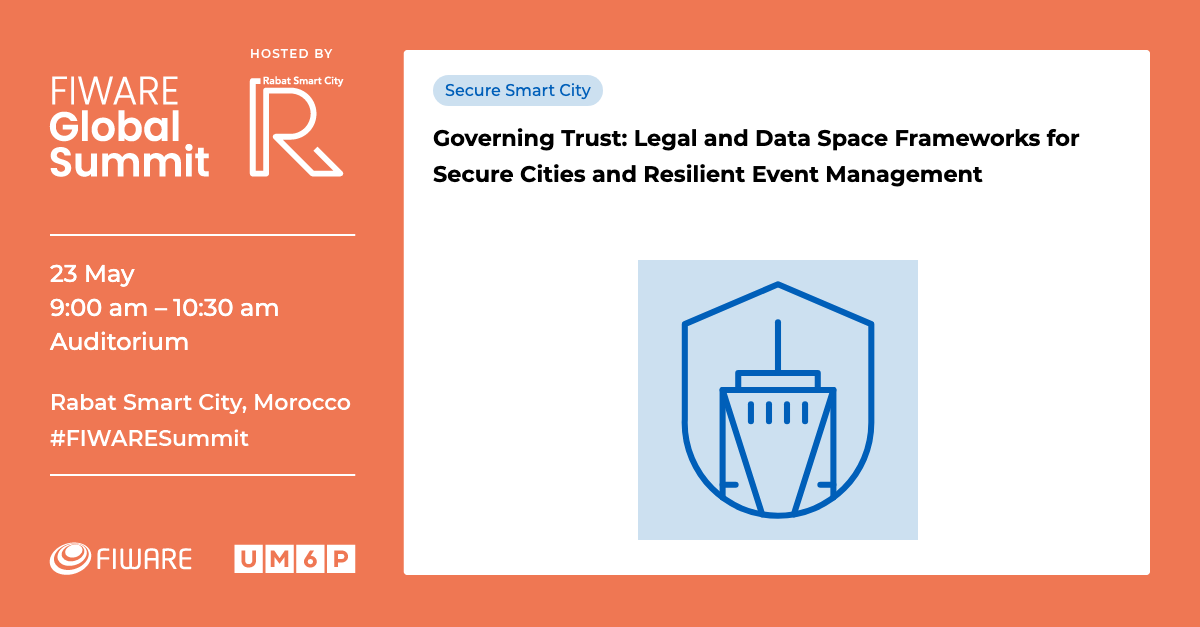 FIWARE
Global
Summit
HOSTED BY
Rabat Smart City
R
23 May
9:00 am – 10:30 am
Auditorium
Rabat Smart City, Morocco
#FIWARESummit
FIWARE
UM6P
Secure Smart City
Governing Trust: Legal and Data Space Frameworks for
Secure Cities and Resilient Event Management